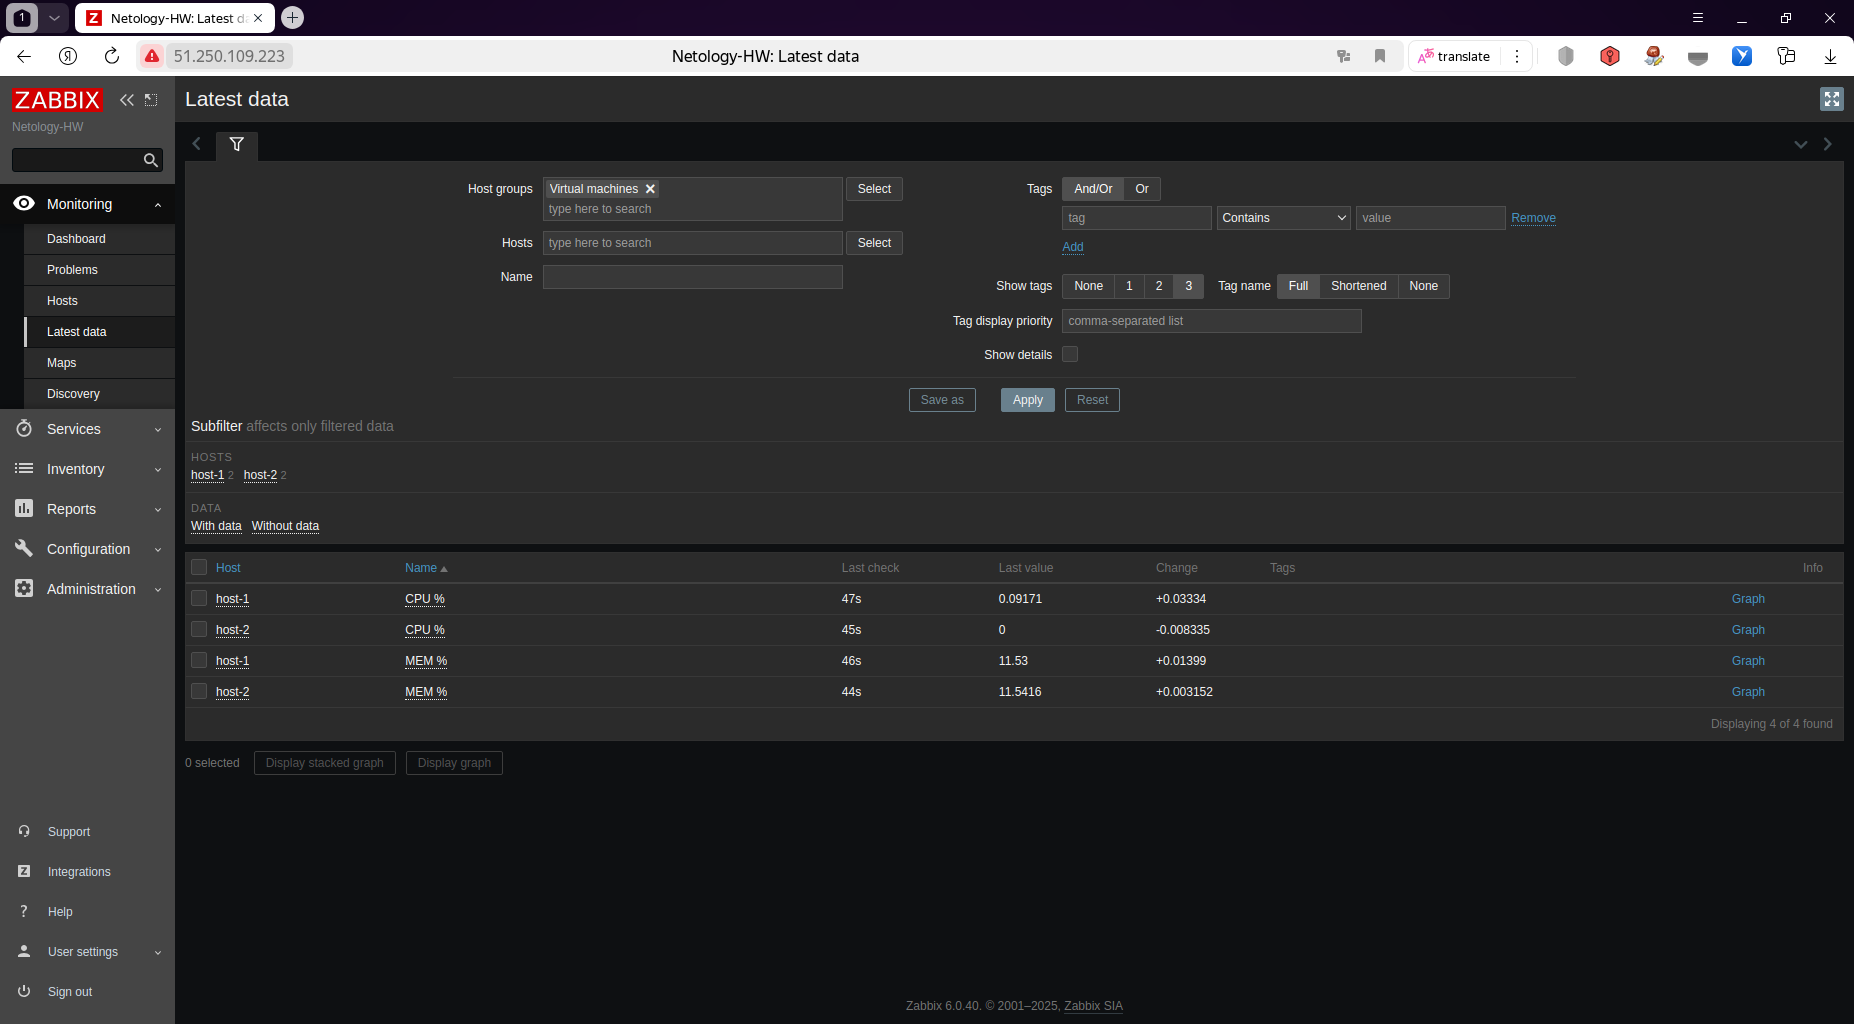 1
Netology-HW: Latest da
51.250.109.223
Netology-HW: Latest data
translate
ZABBIX
Netology-HW
Monitoring
Dashboard
Problems
Hosts
Latest data
Maps
Discovery
Services
Inventory
Reports
Configuration
Administration
Support
Integrations
Help
User settings
Sign out
Latest data
Host groups Virtual machines Select
type here to search
Hosts type here to search Select
Name
Tags And/Or Or
tag Contains value Remove
Add
Show tags None 1 2 3 Tag name Full Shortened None
Tag display priority comma-separated list
Show details
Save as Apply Reset
Subfilter affects only filtered data
HOSTS
host-1 2 host-2 2
DATA
With data Without data
Host Name Last check Last value Change Tags Info
host-1 CPU % 47s 0.09171 +0.03334 Graph
host-2 CPU % 45s 0 -0.008335 Graph
host-1 MEM % 46s 11.53 +0.01399 Graph
host-2 MEM % 44s 11.5416 +0.003152 Graph
Displaying 4 of 4 found
0 selected Display stacked graph Display graph
Zabbix 6.0.40. © 2001–2025, Zabbix SIA